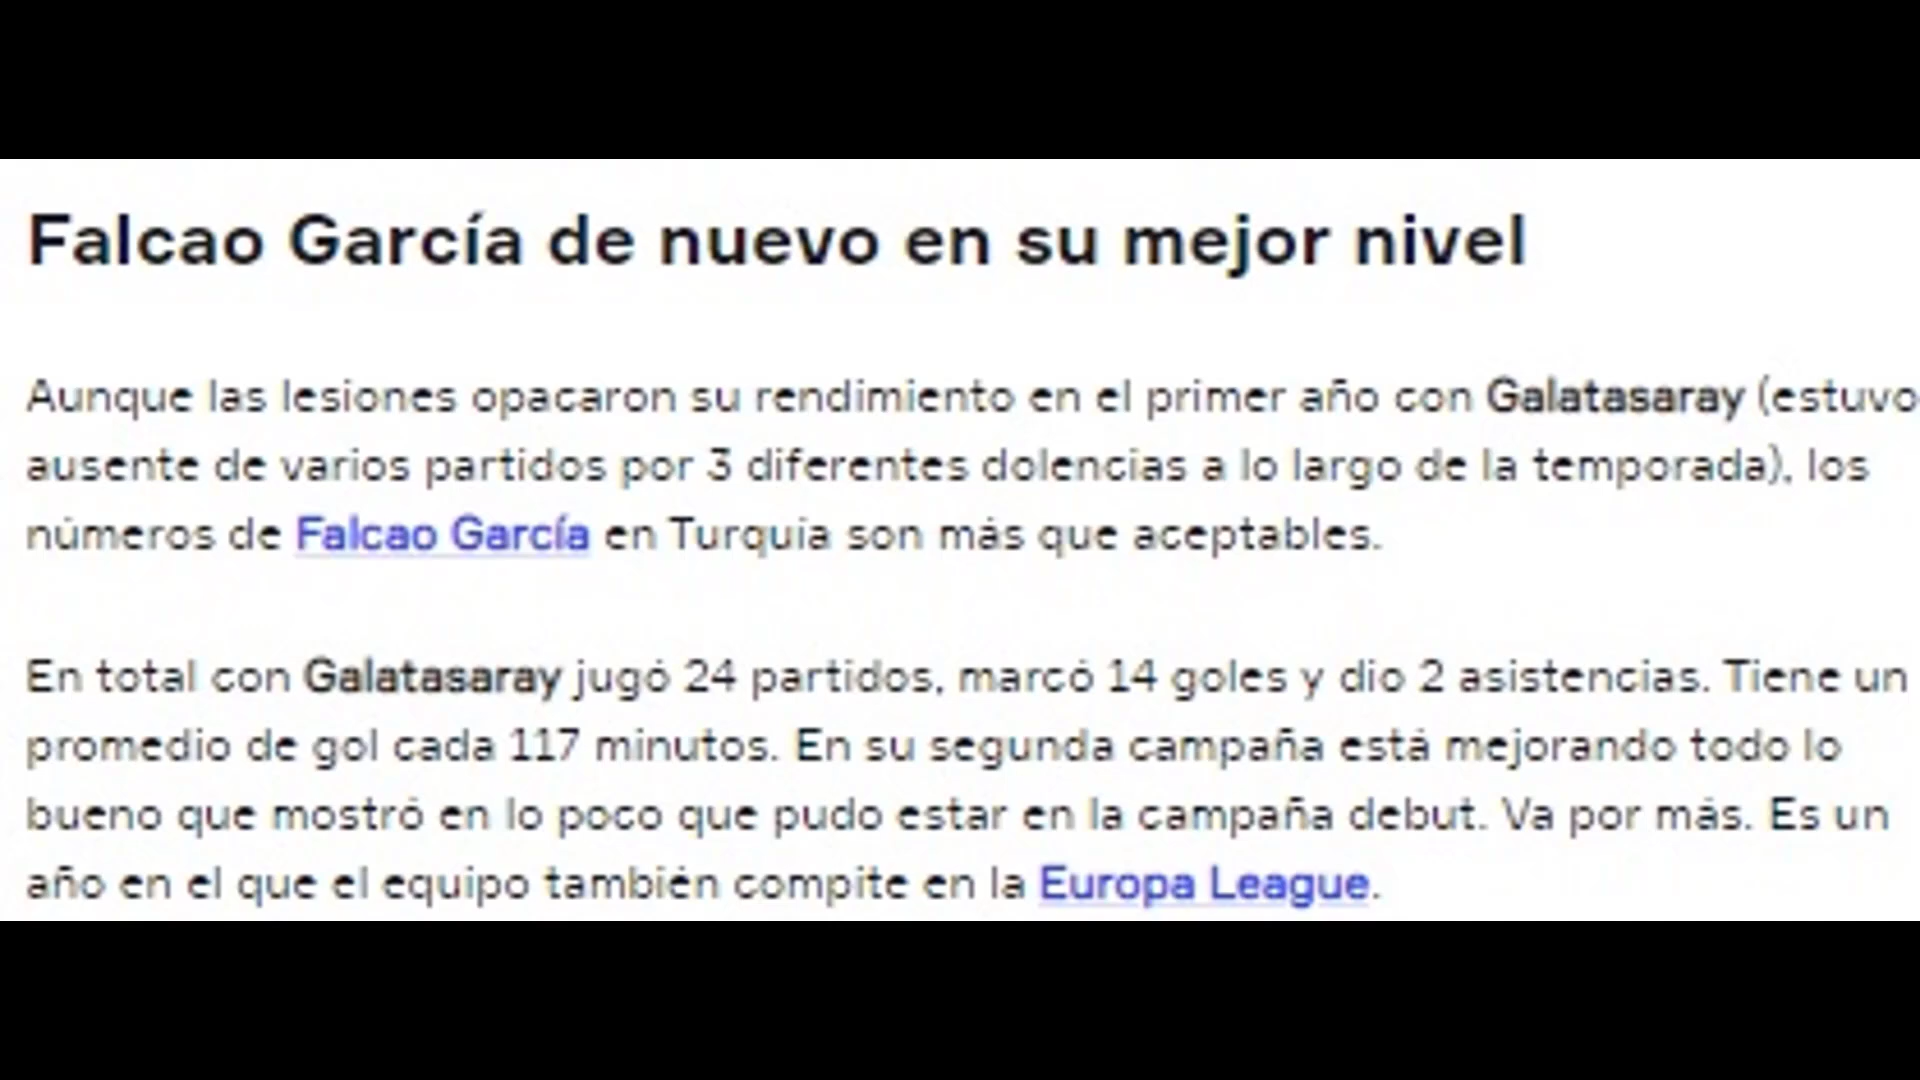 Falcao García de nuevo en su mejor nivel
Aunque las lesiones opacaron su rendimiento en el primer año con Galatasaray (estuvo
ausente de varios partidos por 3 diferentes dolencias a lo largo de la temporada), los
números de Falcao García en Turquía son más que aceptables.
En total con Galatasaray jugó 24 partidos, marcó 14 goles y dio 2 asistencias. Tiene un
promedio de gol cada 117 minutos. En su segunda campaña está mejorando todo lo
bueno que mostró en lo poco que pudo estar en la campaña debut. Va por más. Es un
año en el que el equipo también compite en la Europa League.